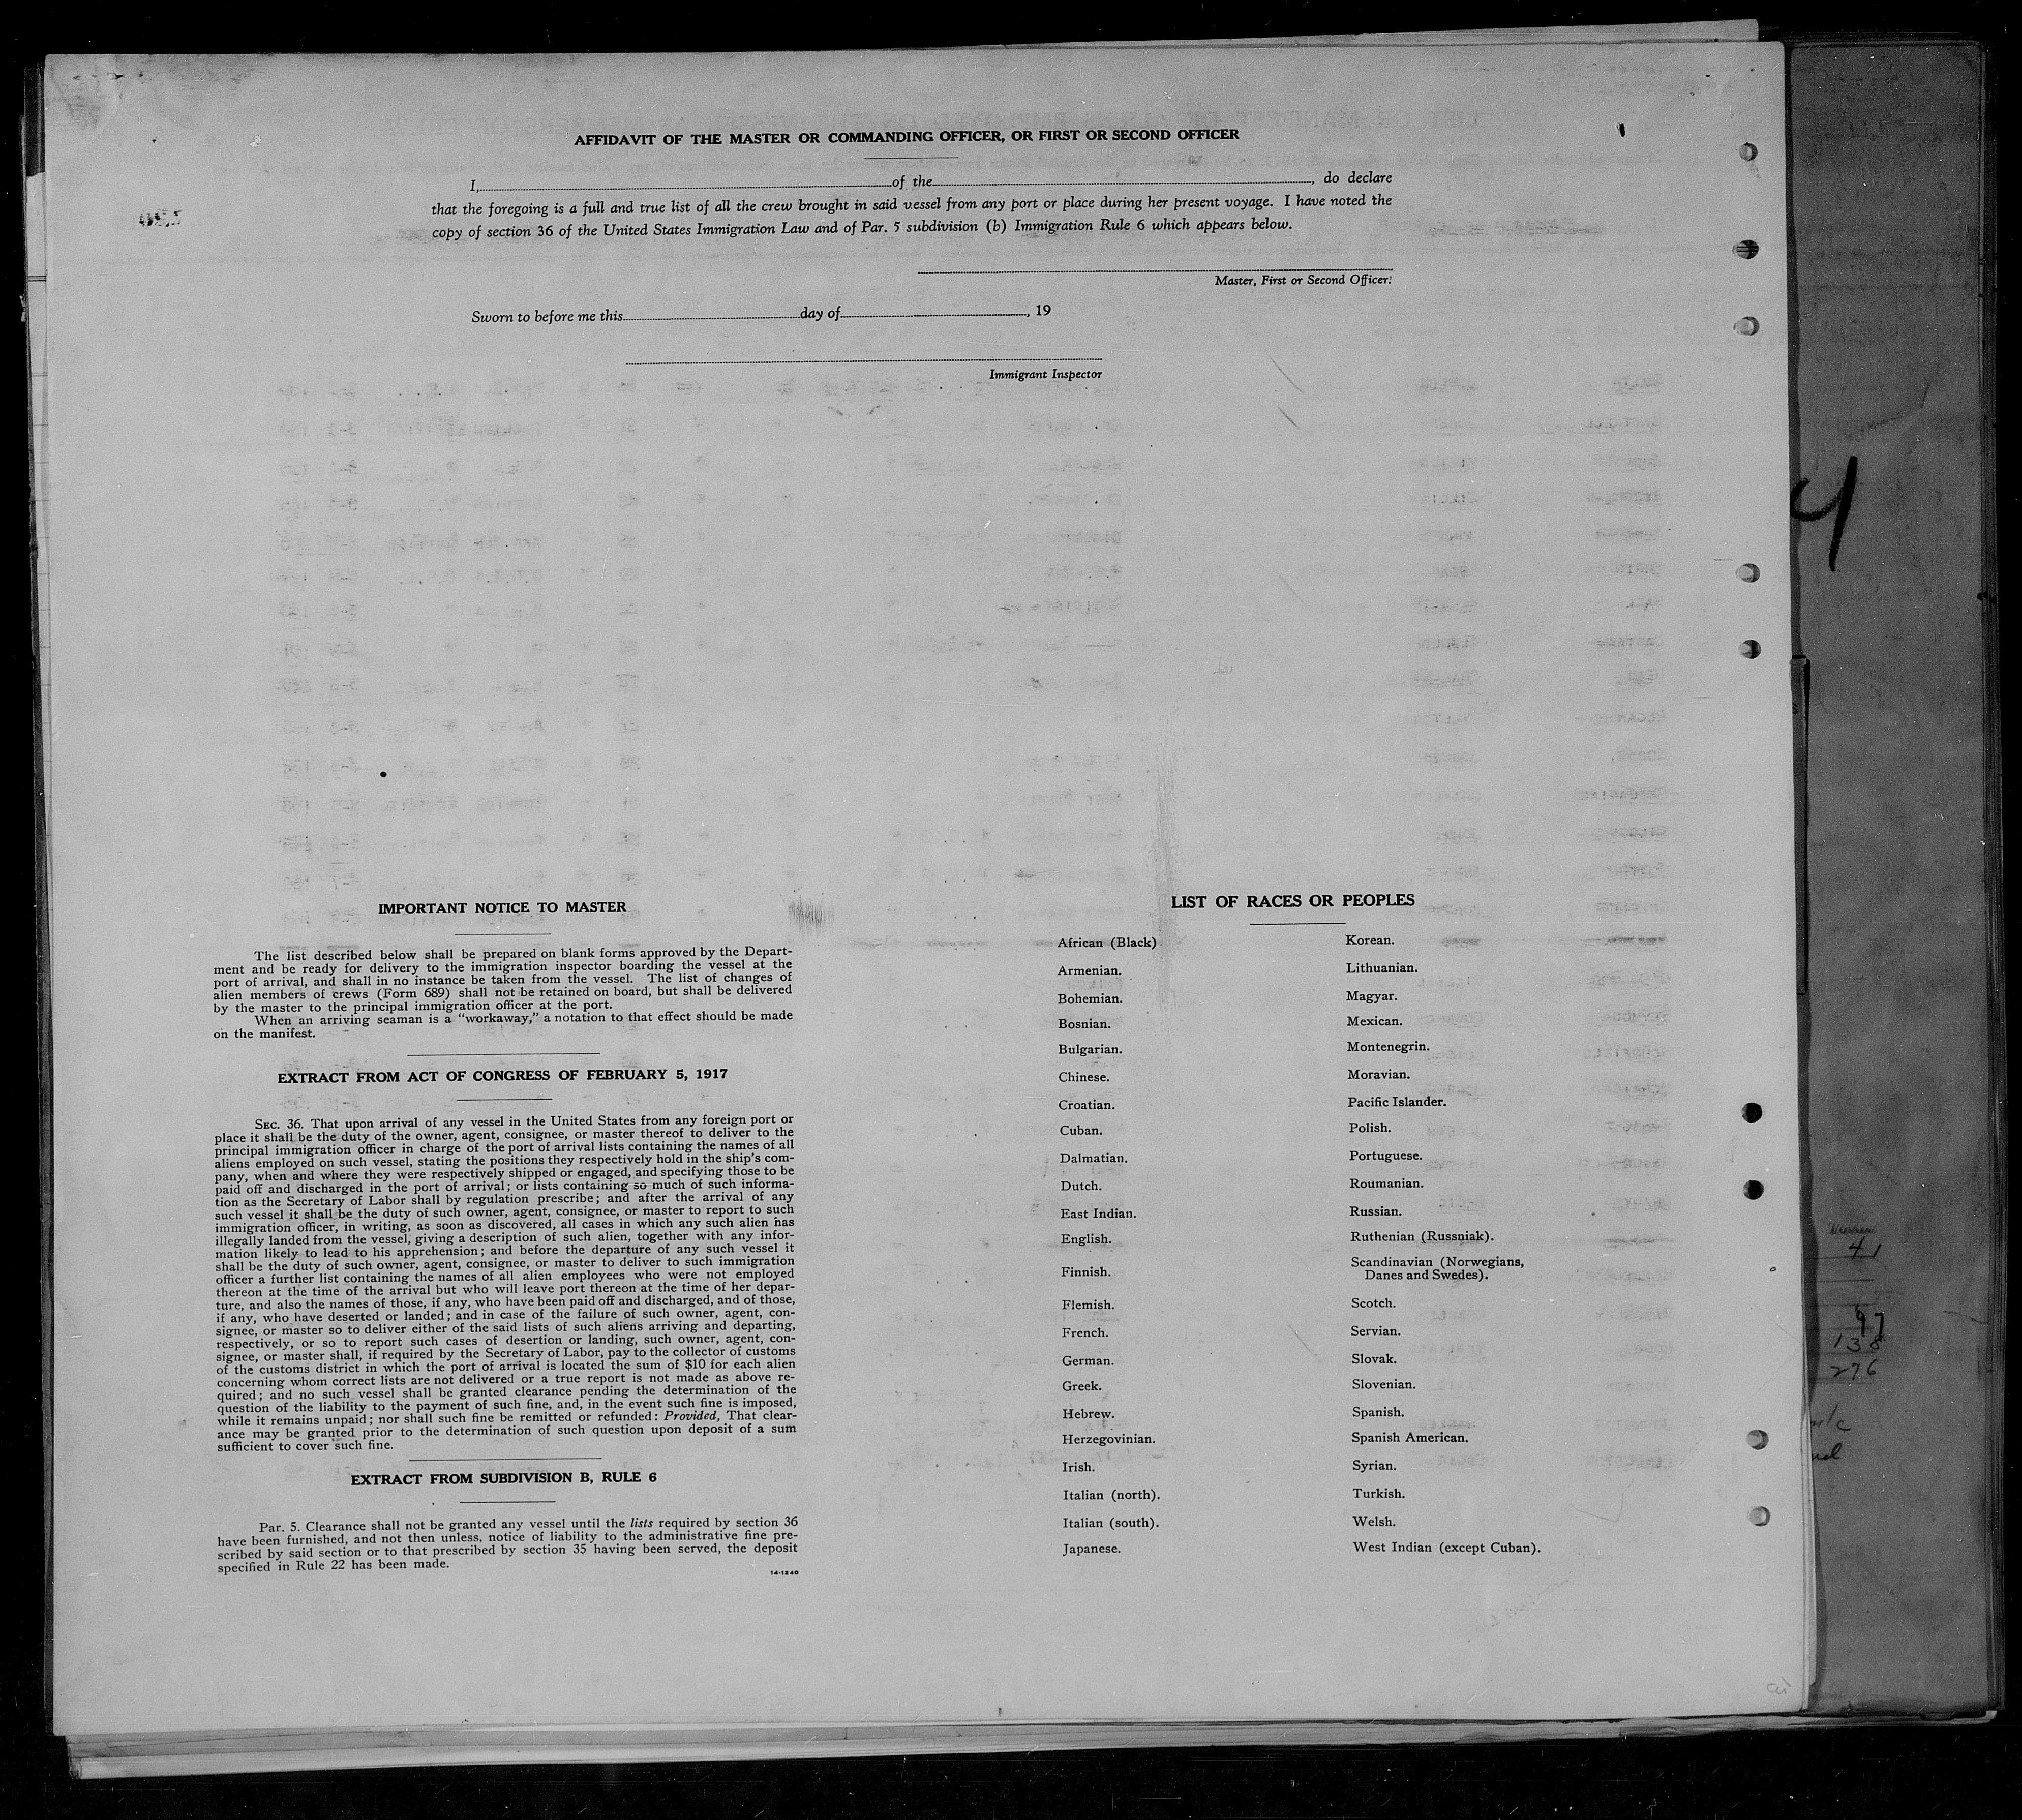 AFFIDAVIT OF THE MASTER OR COMMANDING OFFICER, OR FIRST OR SECOND OFFICER
I, of the , do declare
that the foregoing is a full and true list of all the crew brought in said vessel from any port or place during her present voyage. I have noted the
copy of section 36 of the United States Immigration Law and of Par. 5 subdivision (b) Immigration Rule 6 which appears below.
Master, First or Second Officer.
Sworn to before me this day of , 19
Immigrant Inspector
IMPORTANT NOTICE TO MASTER
The list described below shall be prepared on blank forms approved by the Depart-
ment and be ready for delivery to the immigration inspector boarding the vessel at the
port of arrival, and shall in no instance be taken from the vessel. The list of changes of
alien members of crews (Form 689) shall not be retained on board, but shall be delivered
by the master to the principal immigration officer at the port.
When an arriving seaman is a "workaway," a notation to that effect should be made
on the manifest.
EXTRACT FROM ACT OF CONGRESS OF FEBRUARY 5, 1917
SEC. 36. That upon arrival of any vessel in the United States from any foreign port or
place it shall be the duty of the owner, agent, consignee, or master thereof to deliver to the
principal immigration officer in charge of the port of arrival lists containing the names of all
aliens employed on such vessel, stating the positions they respectively hold in the ship's com-
pany, when and where they were respectively shipped or engaged, and specifying those to be
paid off and discharged in the port of arrival; or lists containing so much of such informa-
tion as the Secretary of Labor shall by regulation prescribe; and after the arrival of any
such vessel it shall be the duty of such owner, agent, consignee, or master to report to such
immigration officer, in writing, as soon as discovered, all cases in which any such alien has
illegally landed from the vessel, giving a description of such alien, together with any infor-
mation likely to lead to his apprehension; and before the departure of any such vessel it
shall be the duty of such owner, agent, consignee, or master to deliver to such immigration
officer a further list containing the names of all alien employees who were not employed
thereon at the time of the arrival but who will leave port thereon at the time of her depar-
ture, and also the names of those, if any, who have been paid off and discharged, and of those,
if any, who have deserted or landed; and in case of the failure of such owner, agent, con-
signee, or master so to deliver either of the said lists of such aliens arriving and departing,
respectively, or so to report such cases of desertion or landing, such owner, agent, con-
signee, or master shall, if required by the Secretary of Labor, pay to the collector of customs
of the customs district in which the port of arrival is located the sum of $10 for each alien
concerning whom correct lists are not delivered or a true report is not made as above re-
quired; and no such vessel shall be granted clearance pending the determination of the
question of the liability to the payment of such fine, and, in the event such fine is imposed,
while it remains unpaid; nor shall such fine be remitted or refunded: Provided, That clear-
ance may be granted prior to the determination of such question upon deposit of a sum
sufficient to cover such fine.
EXTRACT FROM SUBDIVISION B, RULE 6
Par. 5. Clearance shall not be granted any vessel until the lists required by section 36
have been furnished, and not then unless, notice of liability to the administrative fine pre-
scribed by said section or to that prescribed by section 35 having been served, the deposit
specified in Rule 22 has been made.
14-1240
LIST OF RACES OR PEOPLES
African (Black)
Armenian.
Bohemian.
Bosnian.
Bulgarian.
Chinese.
Croatian.
Cuban.
Dalmatian.
Dutch.
East Indian.
English.
Finnish.
Flemish.
French.
German.
Greek.
Hebrew.
Herzegovinian.
Irish.
Italian (north).
Italian (south).
Japanese.
Korean.
Lithuanian.
Magyar.
Mexican.
Montenegrin.
Moravian.
Pacific Islander.
Polish.
Portuguese.
Roumanian.
Russian.
Ruthenian (Russniak).
Scandinavian (Norwegians,
Danes and Swedes).
Scotch.
Servian.
Slovak.
Slovenian.
Spanish.
Spanish American.
Syrian.
Turkish.
Welsh.
West Indian (except Cuban).
4
41
97
138
276